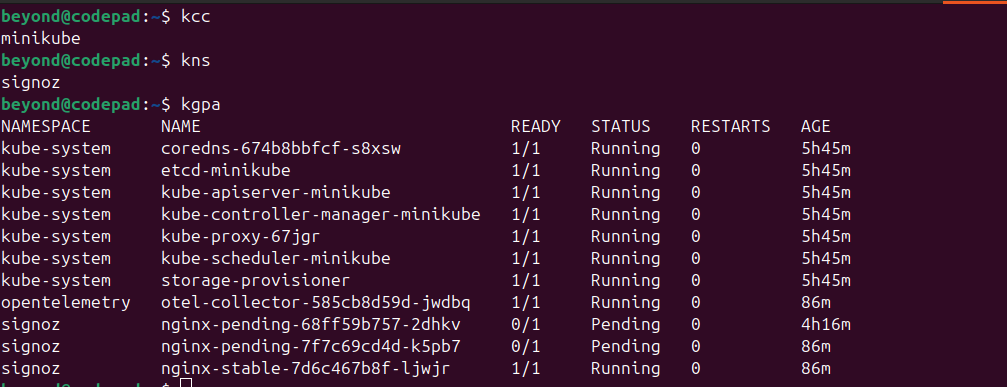 beyond@codepad:~$ kcc
minikube
beyond@codepad:~$ kns
signoz
beyond@codepad:~$ kgpa
NAMESPACE NAME READY STATUS RESTARTS AGE
kube-system coredns-674b8bbfcf-s8xsw 1/1 Running 0 5h45m
kube-system etcd-minikube 1/1 Running 0 5h45m
kube-system kube-apiserver-minikube 1/1 Running 0 5h45m
kube-system kube-controller-manager-minikube 1/1 Running 0 5h45m
kube-system kube-proxy-67jgr 1/1 Running 0 5h45m
kube-system kube-scheduler-minikube 1/1 Running 0 5h45m
kube-system storage-provisioner 1/1 Running 0 5h45m
opentelemetry otel-collector-585cb8d59d-jwdbq 1/1 Running 0 86m
signoz nginx-pending-68ff59b757-2dhkv 0/1 Pending 0 4h16m
signoz nginx-pending-7f7c69cd4d-k5pb7 0/1 Pending 0 86m
signoz nginx-stable-7d6c467b8f-ljwjr 1/1 Running 0 86m